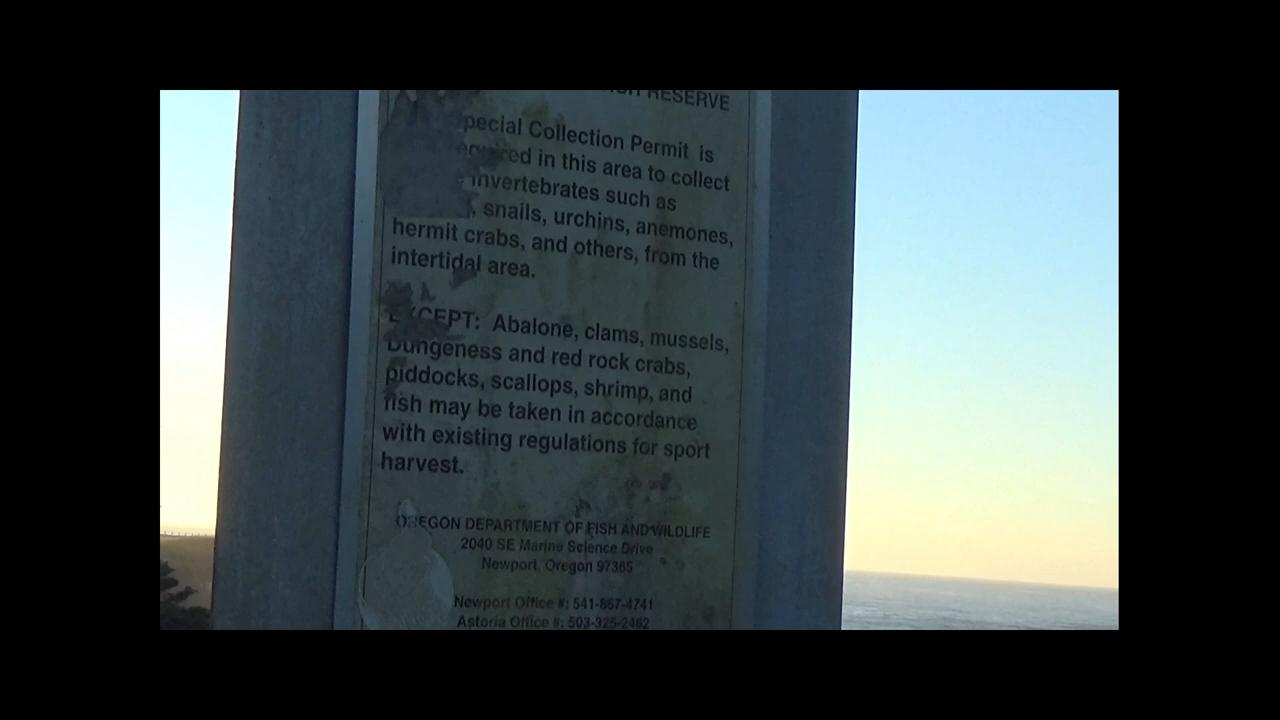 RESERVE
pecial Collection Permit is
in this area to collect
invertebrates such as
, snails, urchins, anemones,
hermit crabs, and others, from the
intertidal area.
EXCEPT: Abalone, clams, mussels,
Dungeness and red rock crabs,
piddocks, scallops, shrimp, and
fish may be taken in accordance
with existing regulations for sport
harvest.
OREGON DEPARTMENT OF FISH AND WILDLIFE
2040 SE Marine Science Drive
Newport, Oregon 97365
Newport Office #: 541-867-4741
Astoria Office #: 503-325-2462